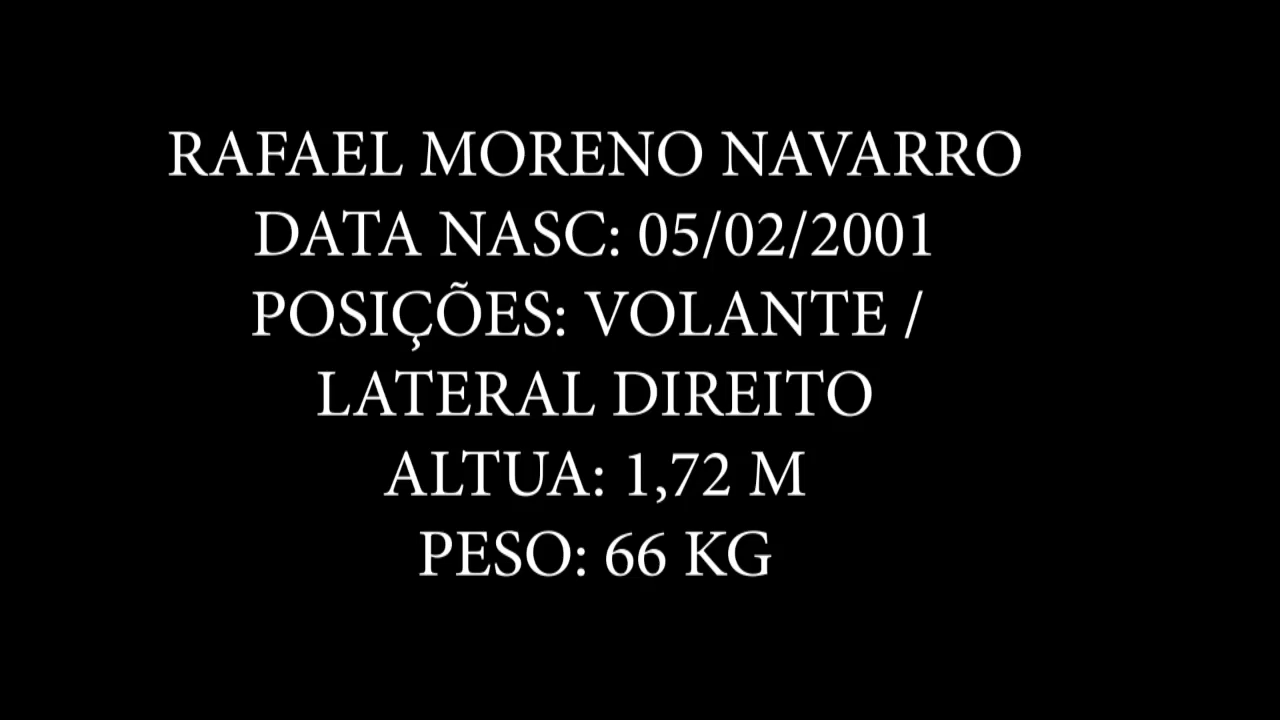 RAFAEL MORENO NAVARRO
DATA NASC: 05/02/2001
POSIÇÕES: VOLANTE /
LATERAL DIREITO
ALTUA: 1,72 M
PESO: 66 KG